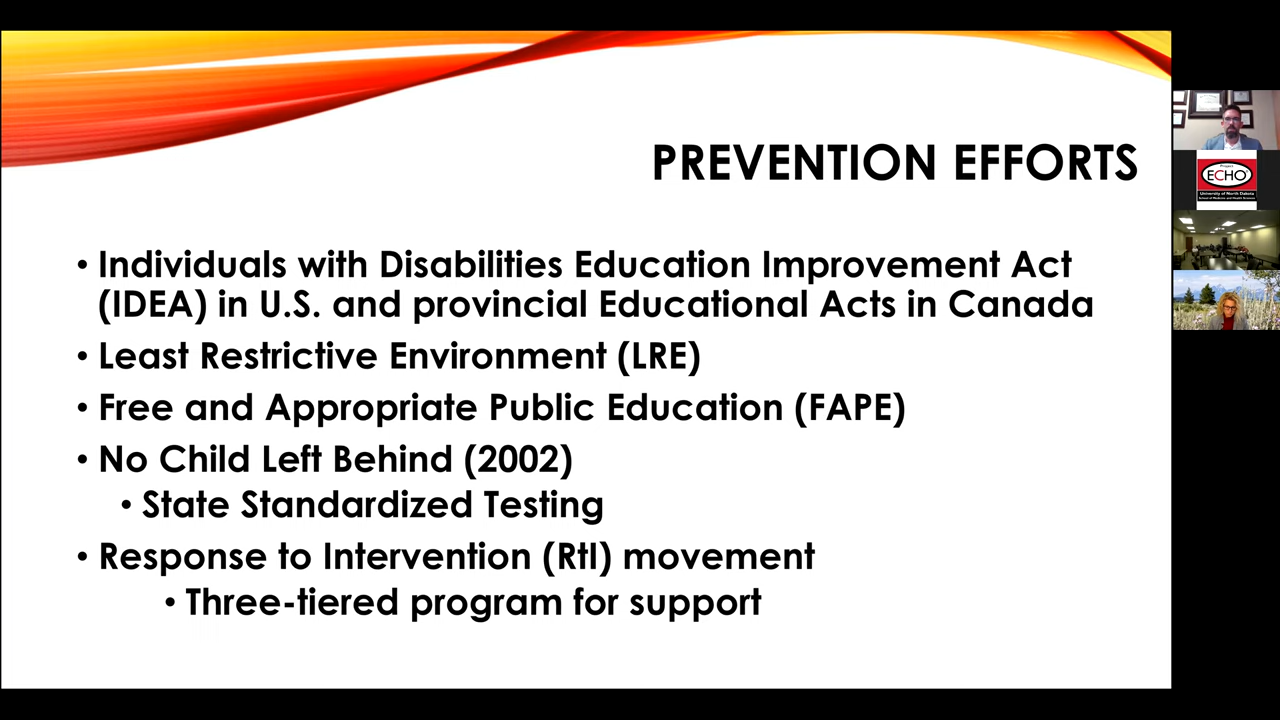 PREVENTION EFFORTS
• Individuals with Disabilities Education Improvement Act
(IDEA) in U.S. and provincial Educational Acts in Canada
• Least Restrictive Environment (LRE)
• Free and Appropriate Public Education (FAPE)
• No Child Left Behind (2002)
• State Standardized Testing
• Response to Intervention (RtI) movement
• Three-tiered program for support
Project
ECHO
University of North Dakota
School of Medicine and Health Sciences